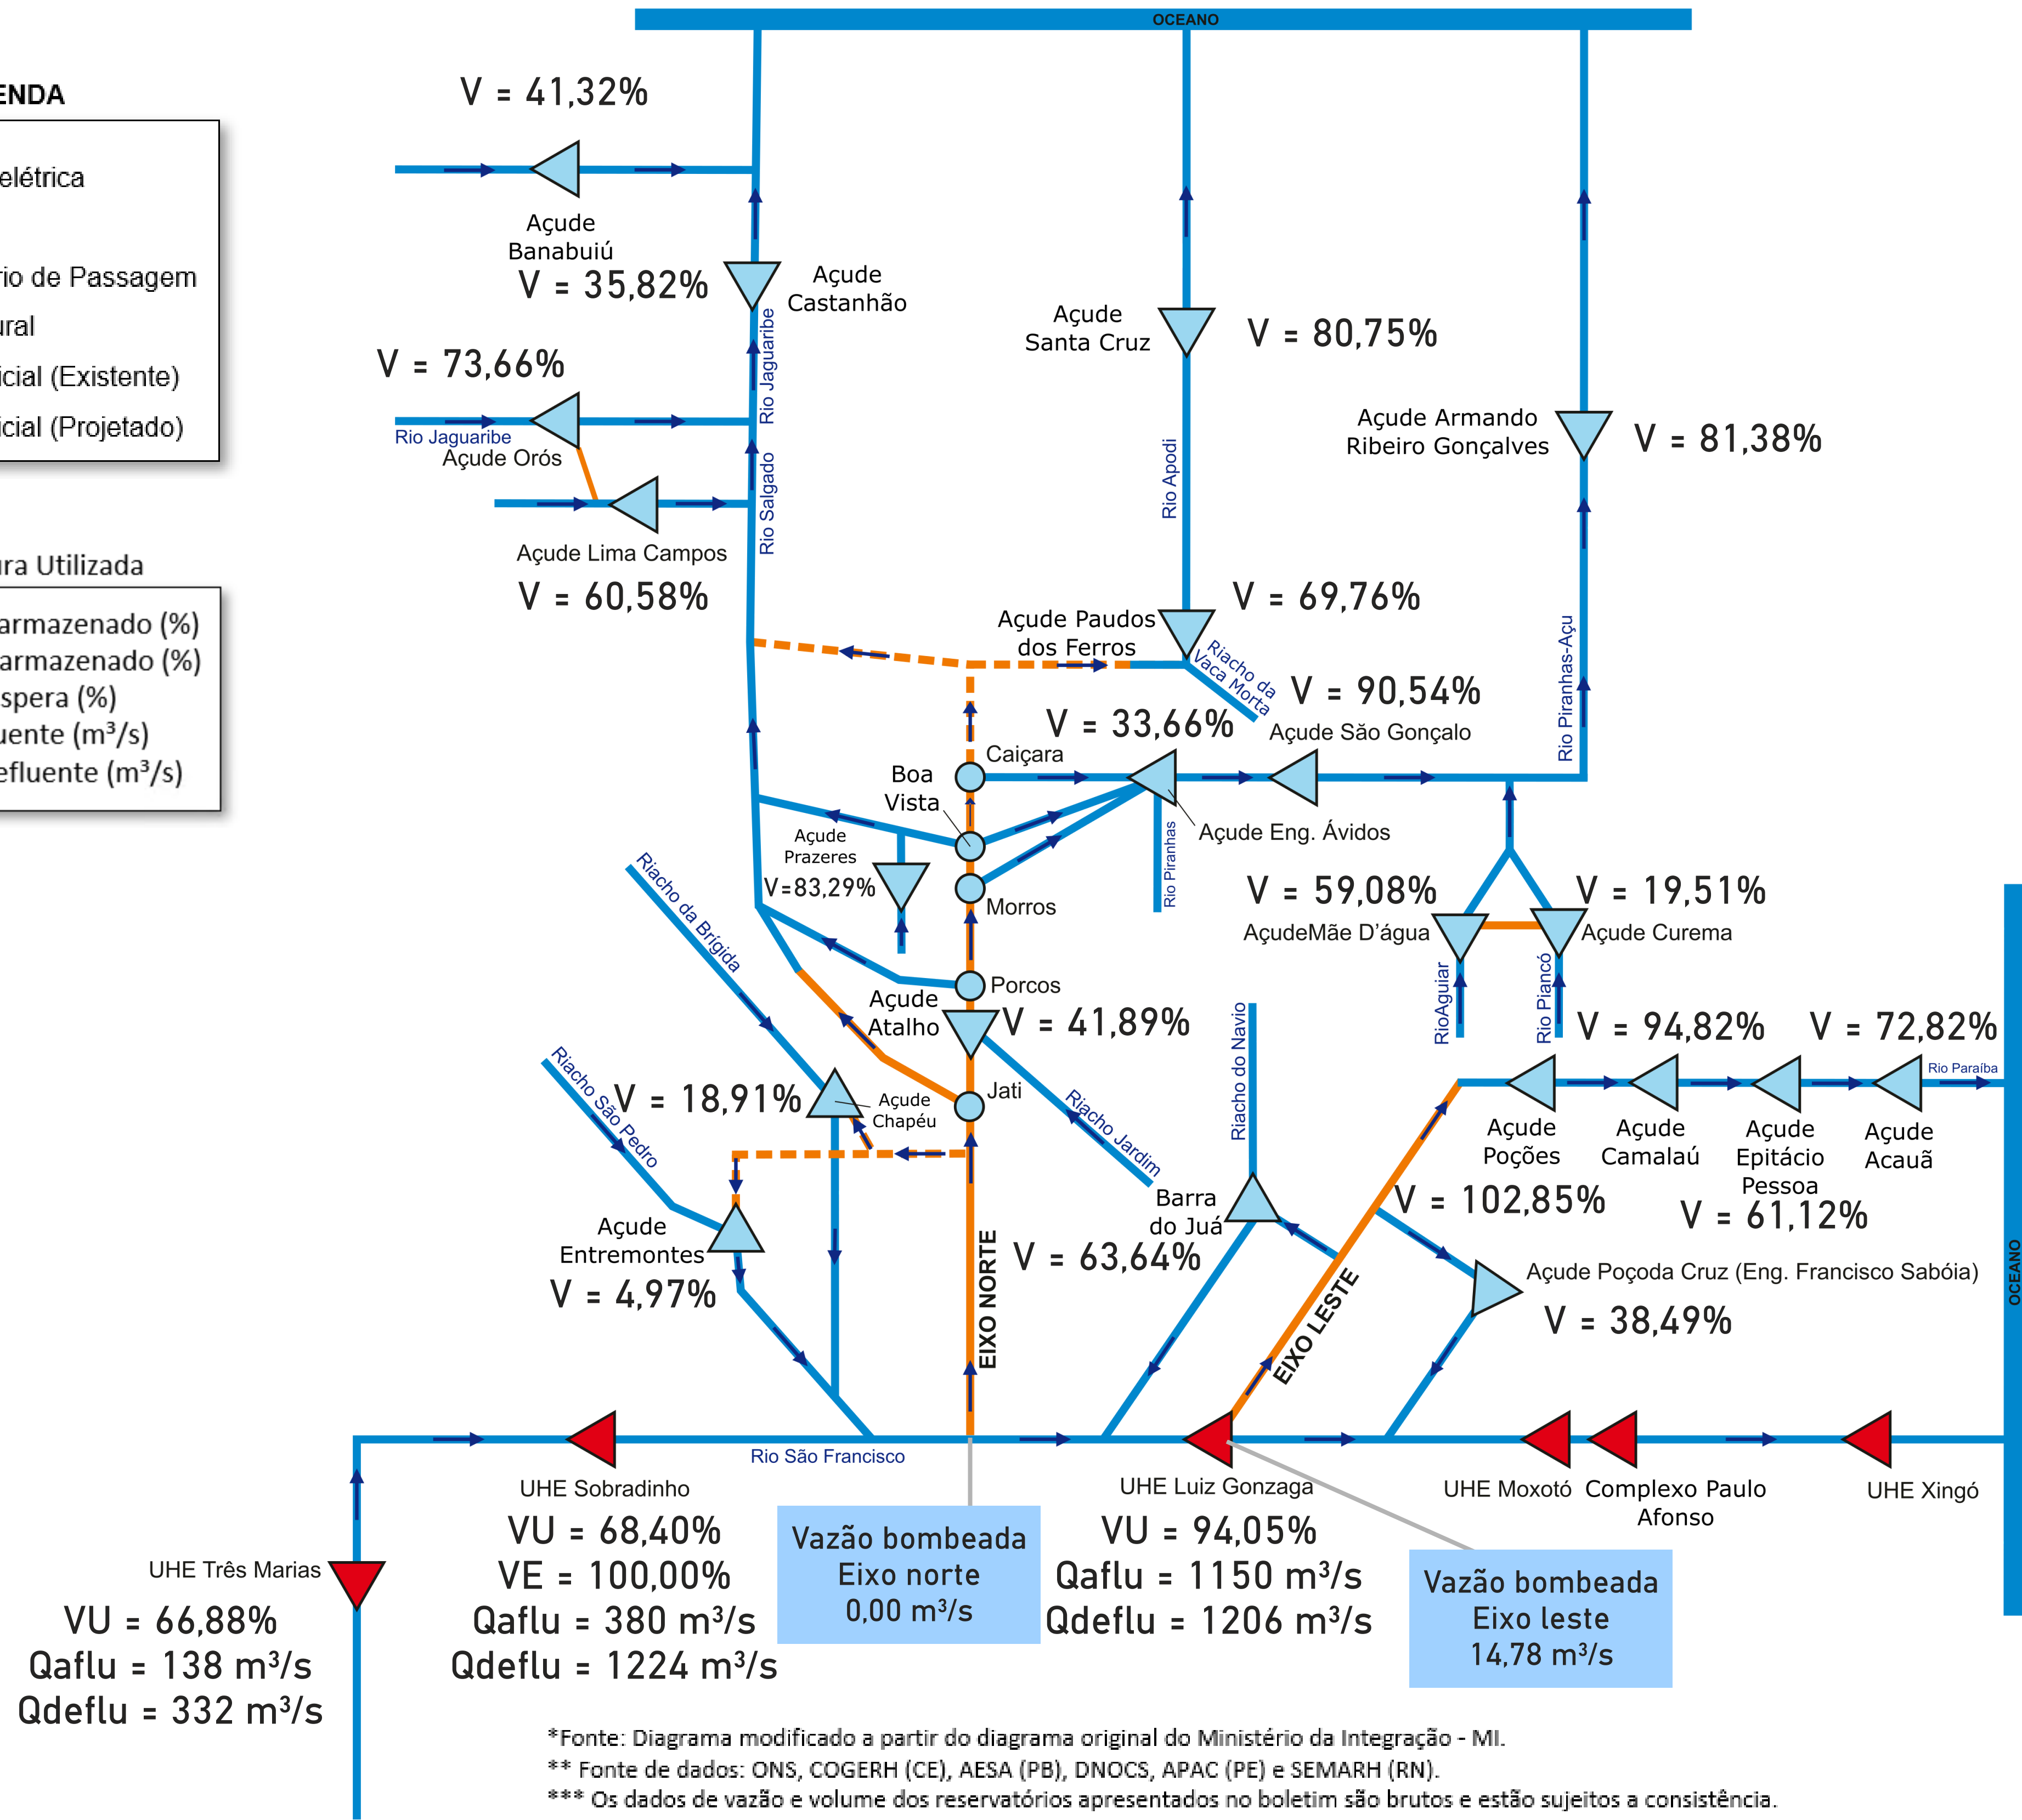 OCEANO
V = 41,32%
ENDA
elétrica
rio de Passagem
ural
icial (Existente)
icial (Projetado)
Açude
Banabuiú
V = 35,82%
Açude
Castanhão
Rio Jaguaribe
Açude
Santa Cruz
V = 80,75%
V = 73,66%
Rio Jaguaribe
Açude Orós
Rio Salgado
Açude Lima Campos
V = 60,58%
Rio Apodi
Açude Armando
Ribeiro Gonçalves
V = 81,38%
ura Utilizada
armazenado (%)
armazenado (%)
spera (%)
uente (m³/s)
efluente (m³/s)
Açude Paudos
dos Ferros
V = 69,76%
Riacho da
Vaca Morta
V = 90,54%
Açude São Gonçalo
V = 33,66%
Rio Piranhas-Açu
Caiçara
Boa
Vista
Açude Eng. Ávidos
Rio Piranhas
Açude
Prazeres
V=83,29%
Morros
Riacho da Brígida
V = 59,08%
AçudeMãe D'água
V = 19,51%
Açude Curema
RioAguiar
Rio Piancó
Porcos
Açude
Atalho
V = 41,89%
Riacho do Navio
V = 94,82%
V = 72,82%
Rio Paraíba
Riacho São Pedro
V = 18,91%
Açude
Chapéu
Jati
Riacho Jardim
Açude
Poções
Açude
Camalaú
Açude
Epitácio
Pessoa
Açude
Acauã
V = 102,85%
V = 61,12%
Barra
do Juá
V = 63,64%
Açude
Entremontes
V = 4,97%
EIXO NORTE
EIXO LESTE
Açude Poçoda Cruz (Eng. Francisco Sabóia)
V = 38,49%
OCEANO
Rio São Francisco
UHE Sobradinho
VU = 68,40%
VE = 100,00%
Qaflu = 380 m³/s
Qdeflu = 1224 m³/s
Vazão bombeada
Eixo norte
0,00 m³/s
UHE Luiz Gonzaga
VU = 94,05%
Qaflu = 1150 m³/s
Qdeflu = 1206 m³/s
Vazão bombeada
Eixo leste
14,78 m³/s
UHE Moxotó
Complexo Paulo
Afonso
UHE Xingó
UHE Três Marias
VU = 66,88%
Qaflu = 138 m³/s
Qdeflu = 332 m³/s
*Fonte: Diagrama modificado a partir do diagrama original do Ministério da Integração - MI.
** Fonte de dados: ONS, COGERH (CE), AESA (PB), DNOCS, APAC (PE) e SEMARH (RN).
*** Os dados de vazão e volume dos reservatórios apresentados no boletim são brutos e estão sujeitos a consistência.